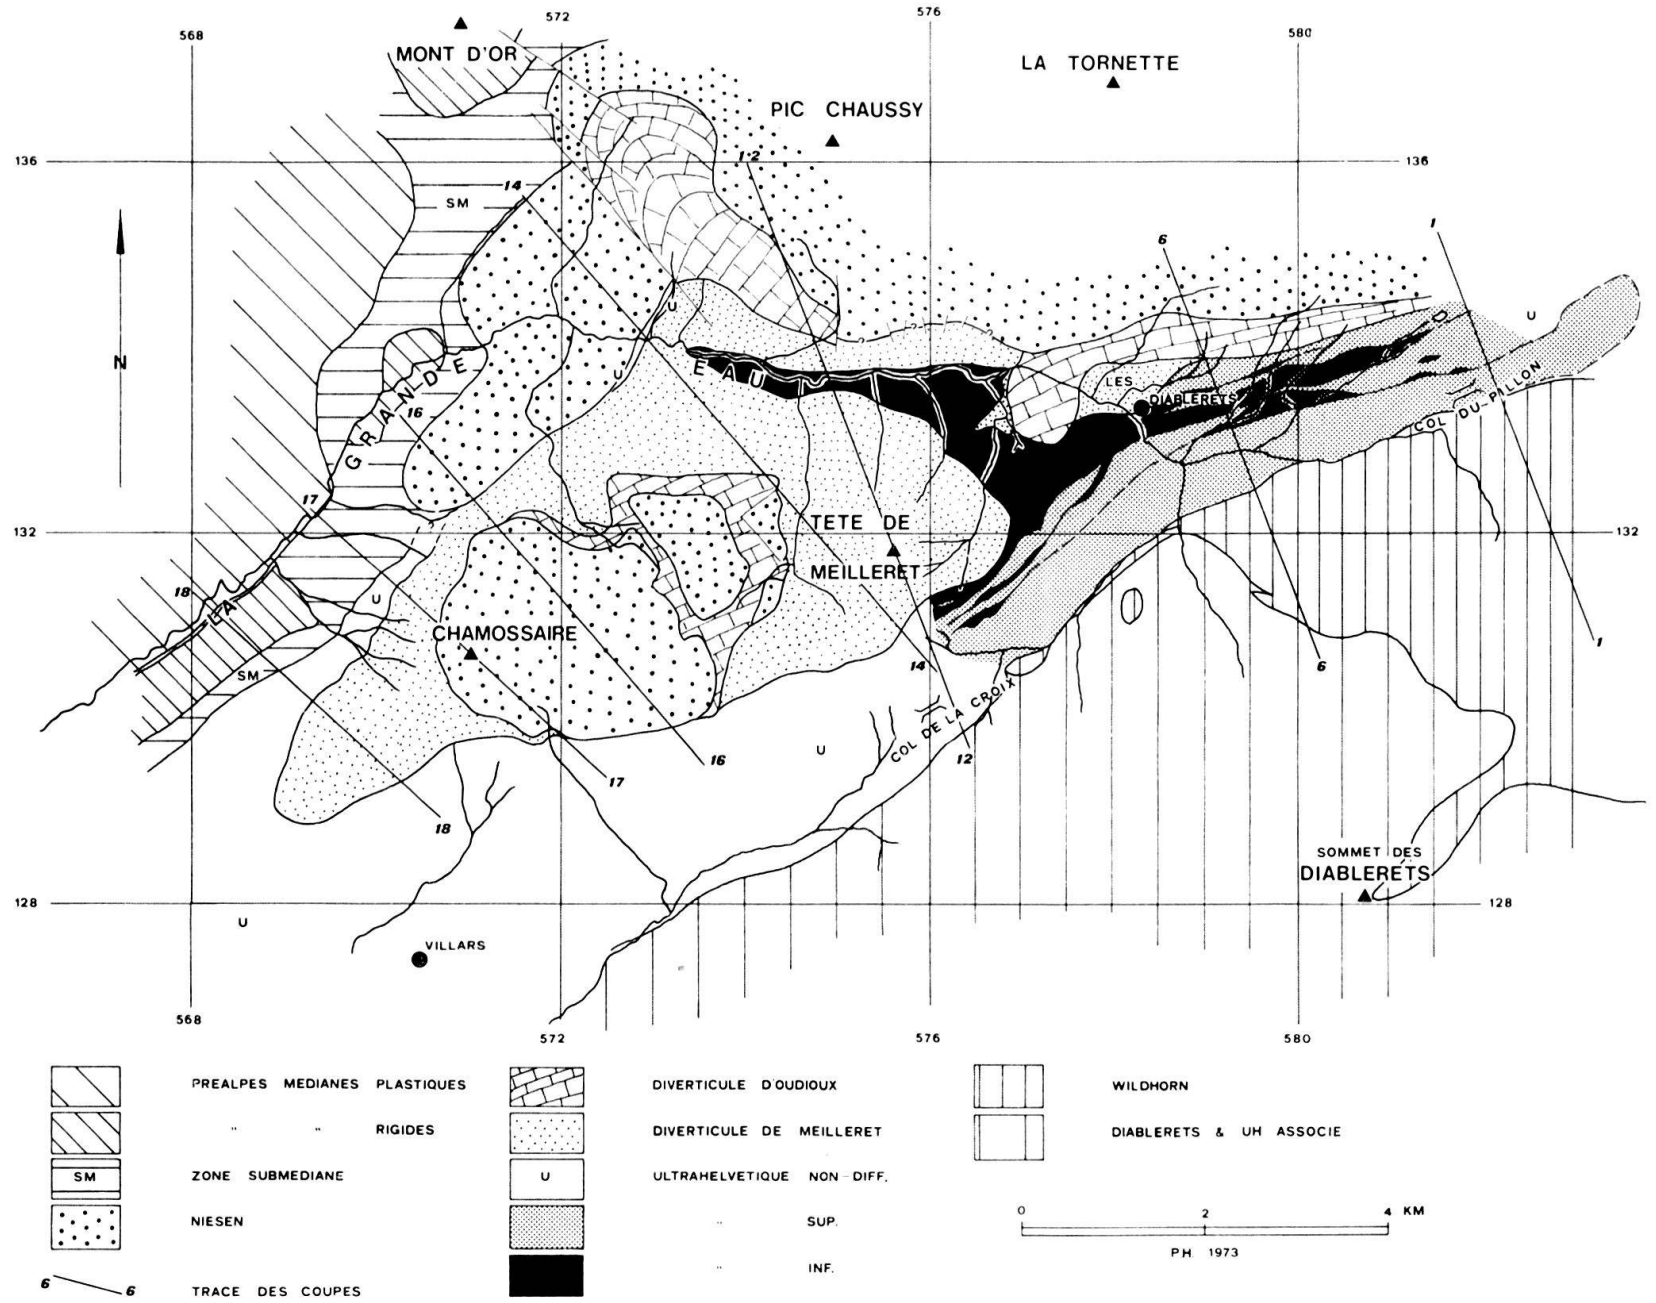 568
572
576
580
MONT D'OR
LA TORNETTE
PIC CHAUSSY
136
136
12
14
SM
6
1
U
U
N
LA GRANDE EAU
16
U
LES
DIABLERETS
COL DU PILLON
17
132
132
TETE DE
MEILLERET
18
U
CHAMOSSAIRE
SM
14
6
1
COL DE LA CROIX
U
16
12
17
18
SOMMET DES
DIABLERETS
128
128
U
VILLARS
568
572
576
580
PREALPES MEDIANES PLASTIQUES
" " RIGIDES
SM ZONE SUBMEDIANE
NIESEN
6 6 TRACE DES COUPES
DIVERTICULE D'OUDIOUX
DIVERTICULE DE MEILLERET
U ULTRAHELVETIQUE NON-DIFF.
" SUP.
" INF.
WILDHORN
DIABLERETS & UH ASSOCIE
0 2 4 KM
PH 1973